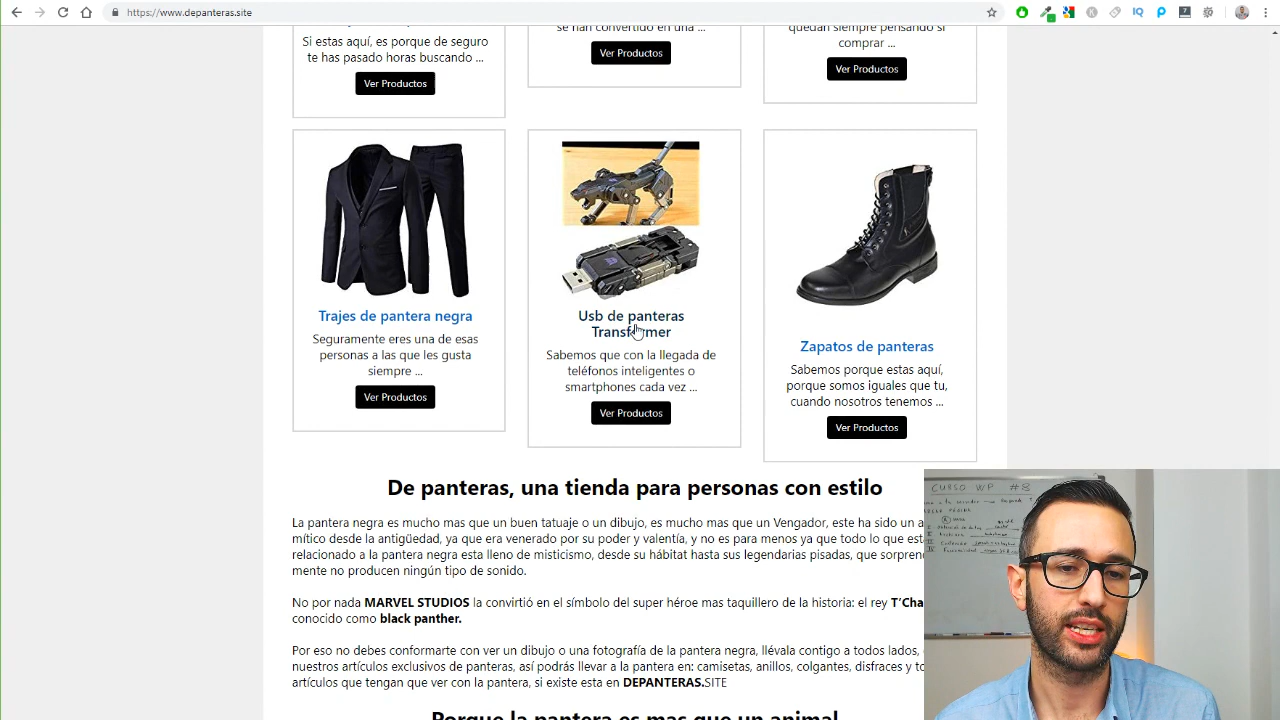 https://www.depanteras.site
Si estas aquí, es porque de seguro
te has pasado horas buscando ...
Ver Productos
se han convertido en una ...
Ver Productos
quedan siempre pensando si
comprar ...
Ver Productos
Trajes de pantera negra
Seguramente eres una de esas
personas a las que les gusta
siempre ...
Ver Productos
Usb de panteras
Transformer
Sabemos que con la llegada de
teléfonos inteligentes o
smartphones cada vez ...
Ver Productos
Zapatos de panteras
Sabemos porque estas aquí,
porque somos iguales que tu,
cuando nosotros tenemos ...
Ver Productos
De panteras, una tienda para personas con estilo
La pantera negra es mucho mas que un buen tatuaje o un dibujo, es mucho mas que un Vengador, este ha sido un a
mítico desde la antigüedad, ya que era venerado por su poder y valentía, y no es para menos ya que todo lo que est
relacionado a la pantera negra esta lleno de misticismo, desde su hábitat hasta sus legendarias pisadas, que sorpren
mente no producen ningún tipo de sonido.
No por nada MARVEL STUDIOS la convirtió en el símbolo del super héroe mas taquillero de la historia: el rey T'Cha
conocido como black panther.
Por eso no debes conformarte con ver un dibujo o una fotografía de la pantera negra, llévala contigo a todos lados,
nuestros artículos exclusivos de panteras, así podrás llevar a la pantera en: camisetas, anillos, colgantes, disfraces y to
artículos que tengan que ver con la pantera, si existe esta en DEPANTERAS.SITE
Porque la pantera es mas que un animal
CURSO WP #8